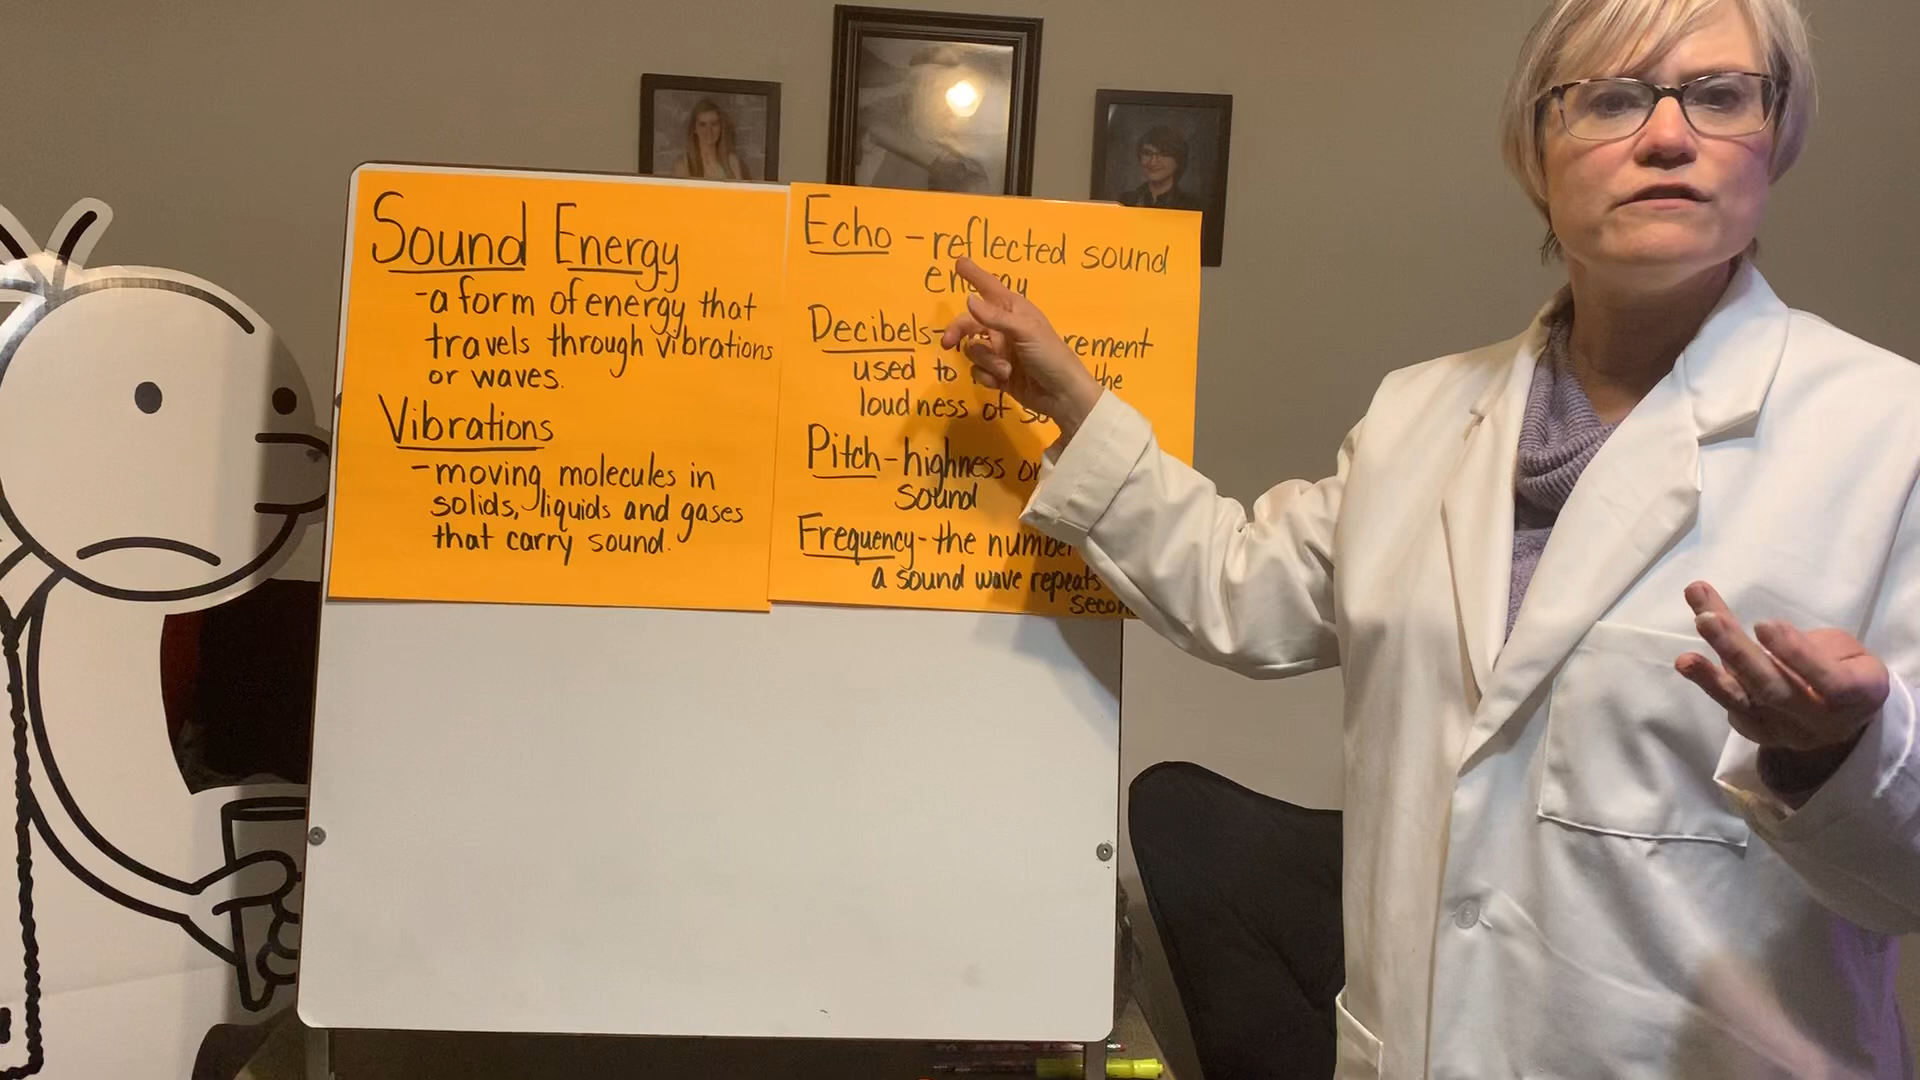 Sound Energy
-a form of energy that
travels through vibrations
or waves.
Vibrations
-moving molecules in
solids, liquids and gases
that carry sound.
Echo - reflected sound
energy
Decibels-
used to the
loudness of
Pitch-highness or
sound
Frequency-the number
a sound wave repeats